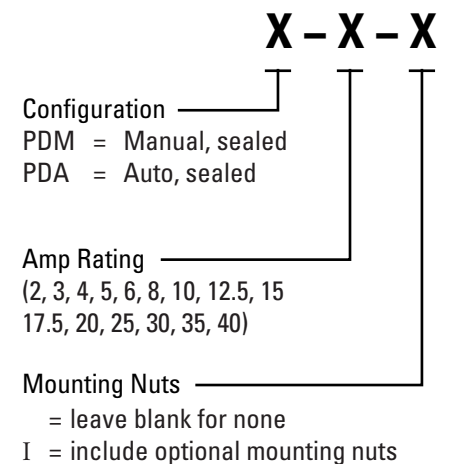 X – X – X
Configuration
PDM = Manual, sealed
PDA = Auto, sealed
Amp Rating
(2, 3, 4, 5, 6, 8, 10, 12.5, 15
17.5, 20, 25, 30, 35, 40)
Mounting Nuts
= leave blank for none
I = include optional mounting nuts